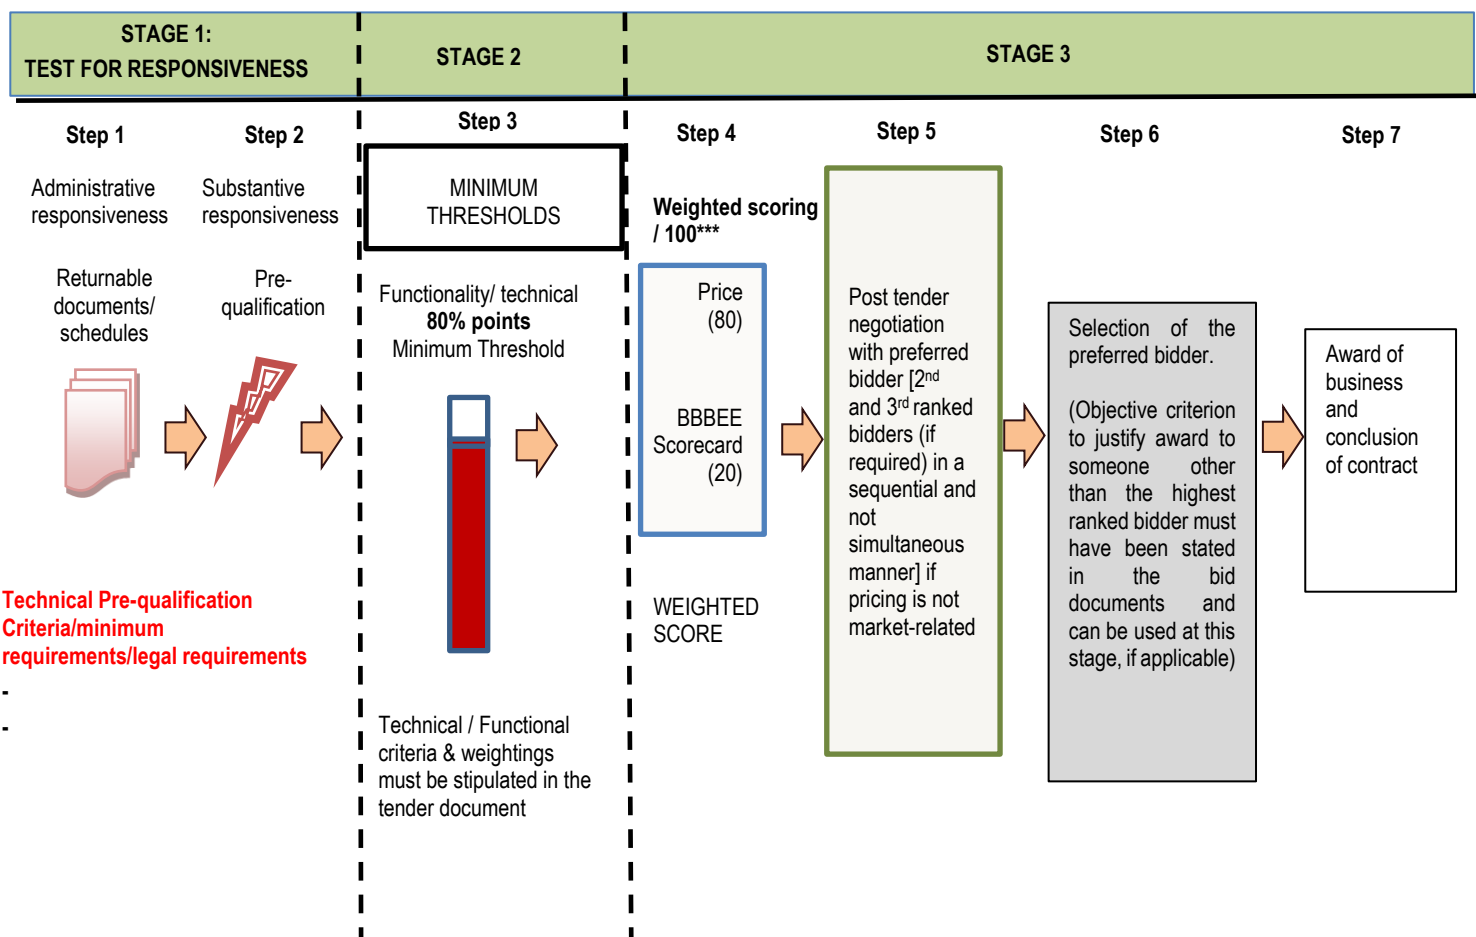 STAGE 1:
TEST FOR RESPONSIVENESS
STAGE 2
STAGE 3
Step 1
Step 2
Step 3
Step 4
Step 5
Step 6
Step 7
Administrative
responsiveness
Returnable
documents/
schedules
Substantive
responsiveness
Pre-
qualification
Technical Pre-qualification
Criteria/minimum
requirements/legal requirements
-
-
MINIMUM
THRESHOLDS
Functionality/ technical
80% points
Minimum Threshold
Technical / Functional
criteria & weightings
must be stipulated in the
tender document
Weighted scoring
/ 100***
Price
(80)
BBBEE
Scorecard
(20)
WEIGHTED
SCORE
Post tender
negotiation
with preferred
bidder [2nd
and 3rd ranked
bidders (if
required) in a
sequential and
not
simultaneous
manner] if
pricing is not
market-related
Selection of the
preferred bidder.
(Objective criterion
to justify award to
someone other
than the highest
ranked bidder must
have been stated
in the bid
documents and
can be used at this
stage, if applicable)
Award of
business
and
conclusion
of contract